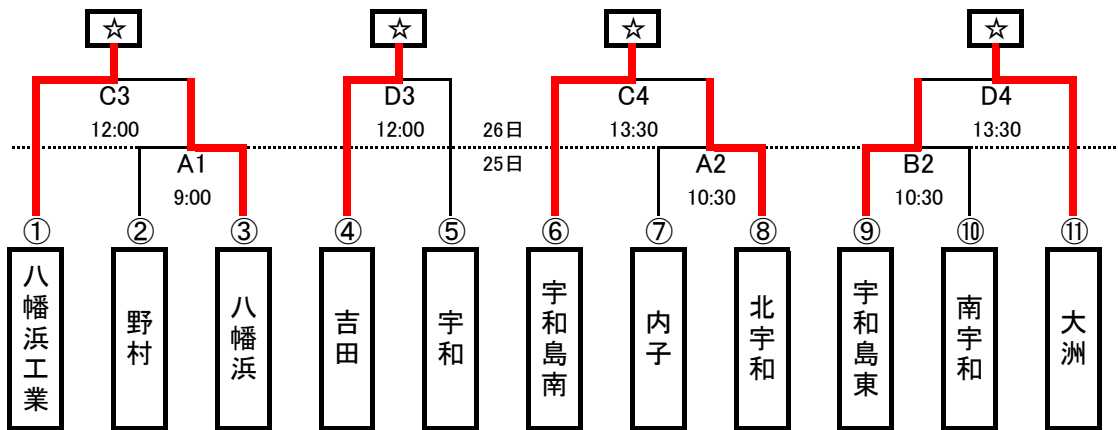 ☆ ☆ ☆ ☆
C3 D3 C4 D4
12:00 12:00 26日 13:30 13:30
A1 25日 A2 B2
9:00 10:30 10:30
① ② ③ ④ ⑤ ⑥ ⑦ ⑧ ⑨ ⑩ ⑪
八幡浜工業
野村
八幡浜
吉田
宇和
宇和島南
内子
北宇和
宇和島東
南宇和
大洲